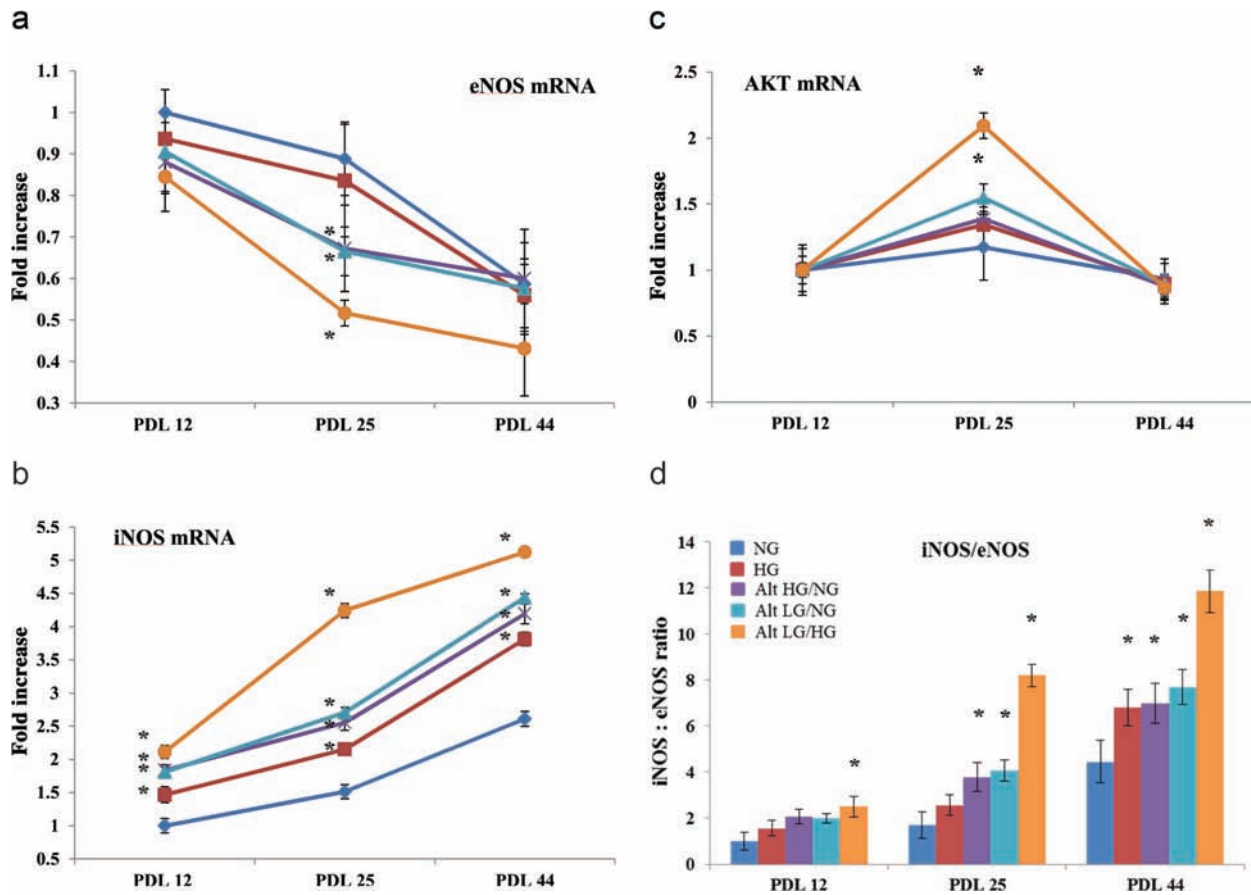 a
eNOS mRNA
Fold increase
1.1
1
0.9
0.8
0.7
0.6
0.5
0.4
0.3
*
*
*
PDL 12 PDL 25 PDL 44
b
iNOS mRNA
Fold increase
5.5
5
4.5
4
3.5
3
2.5
2
1.5
1
0.5
* * * *
* * * *
* * * *
PDL 12 PDL 25 PDL 44
c
AKT mRNA
Fold increase
2.5
2
1.5
1
0.5
0
*
*
PDL 12 PDL 25 PDL 44
d
iNOS/eNOS
NG
HG
Alt HG/NG
Alt LG/NG
Alt LG/HG
iNOS : eNOS ratio
14
12
10
8
6
4
2
0
*
* * *
* * * *
PDL 12 PDL 25 PDL 44